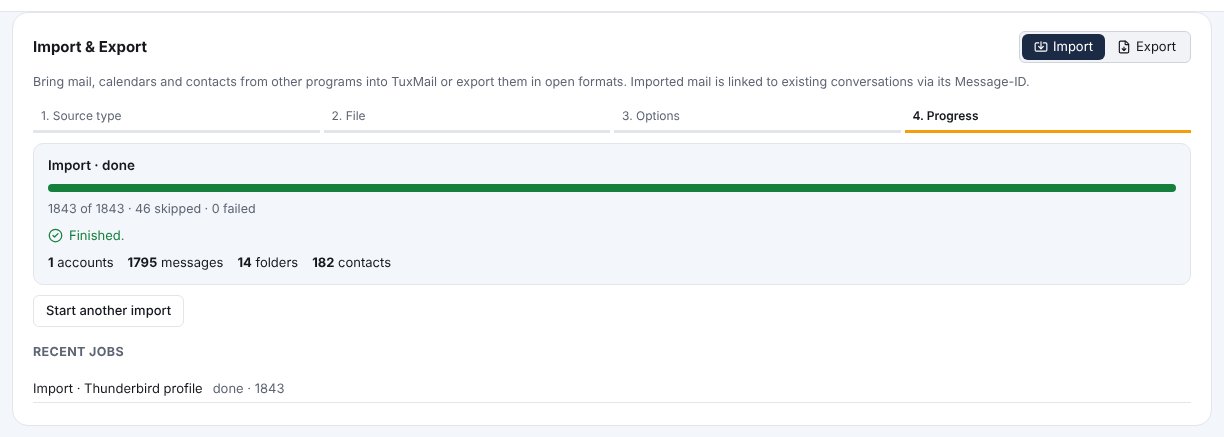 Import & Export
Import Export
Bring mail, calendars and contacts from other programs into TuxMail or export them in open formats. Imported mail is linked to existing conversations via its Message-ID.
1. Source type 2. File 3. Options 4. Progress
Import · done
1843 of 1843 · 46 skipped · 0 failed
Finished.
1 accounts 1795 messages 14 folders 182 contacts
Start another import
RECENT JOBS
Import · Thunderbird profile done · 1843